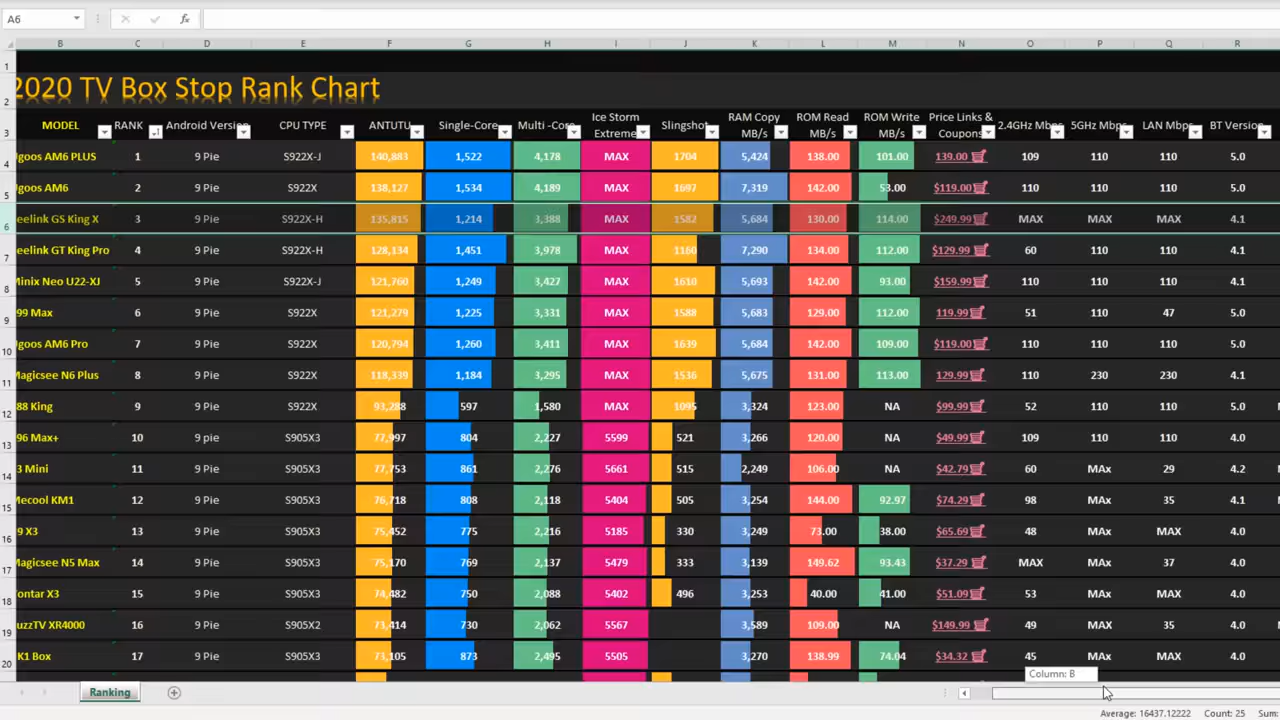 A6
fx
B C D E F G H I J K L M N O P Q R
1
2 2020 TV Box Stop Rank Chart
3 MODEL RANK Android Version CPU TYPE ANTUTU Single-Core Multi -Core Ice Storm Extreme Slingshot RAM Copy MB/s ROM Read MB/s ROM Write MB/s Price Links & Coupons 2.4GHz Mbps 5GHz Mbps LAN Mbps BT Version
4 Ugoos AM6 PLUS 1 9 Pie S922X-J 140,883 1,522 4,178 MAX 1704 5,424 138.00 101.00 139.00 109 110 110 5.0
5 Ugoos AM6 2 9 Pie S922X 138,127 1,534 4,189 MAX 1697 7,319 142.00 53.00 $119.00 110 110 110 5.0
6 eelink GS King X 3 9 Pie S922X-H 135,815 1,214 3,388 MAX 1582 5,684 130.00 114.00 $249.99 MAX MAX MAX 4.1
7 eelink GT King Pro 4 9 Pie S922X-H 128,134 1,451 3,978 MAX 1160 7,290 134.00 112.00 $129.99 60 110 110 4.1
8 Minix Neo U22-XJ 5 9 Pie S922X-J 121,760 1,249 3,427 MAX 1610 5,693 142.00 93.00 $159.99 110 110 110 5.0
9 99 Max 6 9 Pie S922X 121,279 1,225 3,331 MAX 1588 5,683 129.00 112.00 119.99 51 110 47 5.0
10 Ugoos AM6 Pro 7 9 Pie S922X 120,794 1,260 3,411 MAX 1639 5,684 142.00 109.00 $119.00 110 110 110 5.0
11 Magicsee N6 Plus 8 9 Pie S922X 118,339 1,184 3,295 MAX 1536 5,675 131.00 113.00 129.99 110 230 230 4.1
12 88 King 9 9 Pie S922X 93,288 597 1,580 MAX 1095 3,324 123.00 NA $99.99 52 110 110 5.0
13 96 Max+ 10 9 pie S905X3 77,997 804 2,227 5599 521 3,266 120.00 NA $49.99 109 110 110 4.0
14 3 Mini 11 9 Pie S905X3 77,753 861 2,276 5661 515 2,249 106.00 NA $42.79 60 MAx 29 4.2
15 Mecool KM1 12 9 Pie S905X3 76,718 808 2,118 5404 505 3,254 144.00 92.97 $74.29 98 MAx 35 4.1
16 9 X3 13 9 Pie S905X3 75,452 775 2,216 5185 330 3,249 73.00 38.00 $65.69 48 MAx MAX 4.0
17 Magicsee N5 Max 14 9 Pie S905X3 75,170 769 2,137 5479 333 3,139 149.62 93.43 $37.29 MAX MAx 37 4.0
18 ontar X3 15 9 Pie S905X3 74,482 750 2,088 5402 496 3,253 40.00 41.00 $51.09 53 MAx MAX 4.0
19 uzzTV XR4000 16 9 Pie S905X2 73,414 730 2,062 5567 3,589 109.00 NA $149.99 49 MAx 35 4.0
20 K1 Box 17 9 Pie S905X3 73,105 873 2,495 5505 3,270 138.99 74.04 $34.32 45 MAx MAX 4.0
Column: B
Ranking
Average: 16437.12222 Count: 25 Sum: